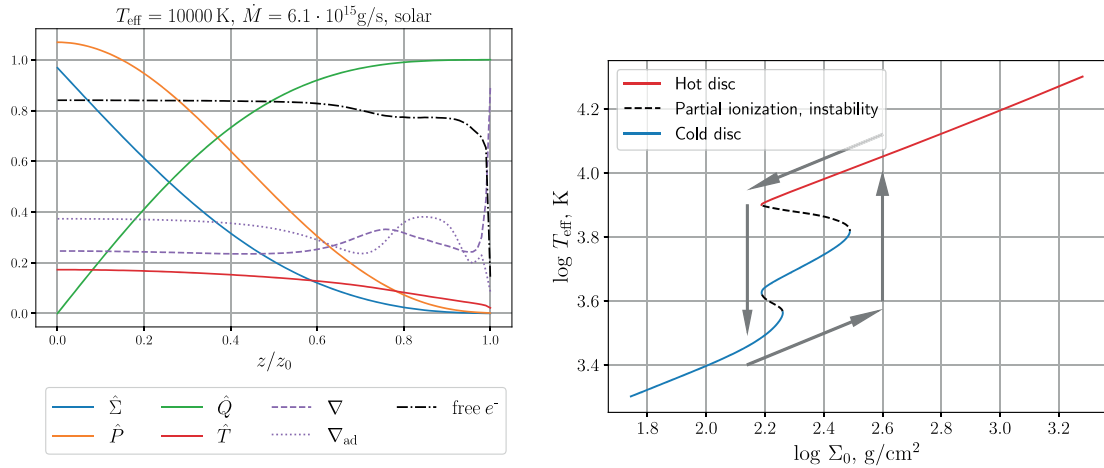 T_eff = 10000 K, Ṁ = 6.1 · 10^15 g/s, solar
1.0
0.8
0.6
0.4
0.2
0.0
0.0 0.2 0.4 0.6 0.8 1.0
z/z_0
Σ̂ Q̂ ∇ free e⁻
P̂ T̂ ∇_ad
Hot disc
Partial ionization, instability
Cold disc
log T_eff, K
4.2
4.0
3.8
3.6
3.4
1.8 2.0 2.2 2.4 2.6 2.8 3.0 3.2
log Σ_0, g/cm^2